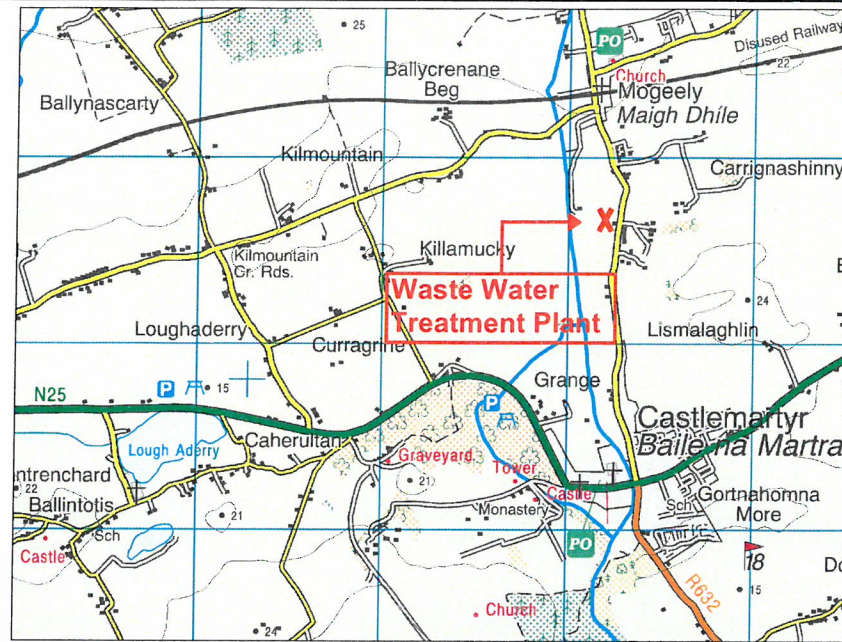 25
PO
Disused Railway
22
Church
Ballycrenane
Beg
Mogeely
Maigh Dhíle
Ballynascarty
Kilmountain
Carrignashinny
Killamucky
Kilmountain
Cr. Rds.
Waste Water
Treatment Plant
X
24
Loughaderry
Curragrine
Lismalaghlin
N25
P
15
Grange
P
Castlemartyr
Baile na Martra
Caherultan
Lough Aderry
Graveyard
Tower
entrenchard
22
Ballintotis
21
Castle
Gortnahomna
More
Sch
Monastery
21
Sch
Castle
PO
18
R632
15
Church
24